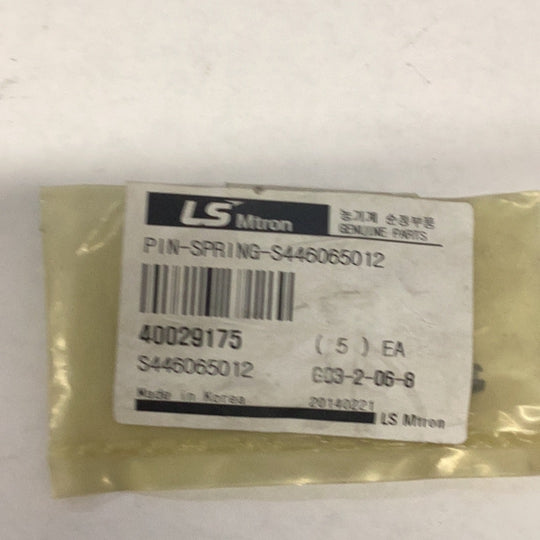 LS Mtron
농기계 순정부품
GENUINE PARTS
PIN-SPRING-S446065012
40029175
( 5 ) EA
S446065012
G03-2-06-8
Made in Korea
20140221
LS Mtron